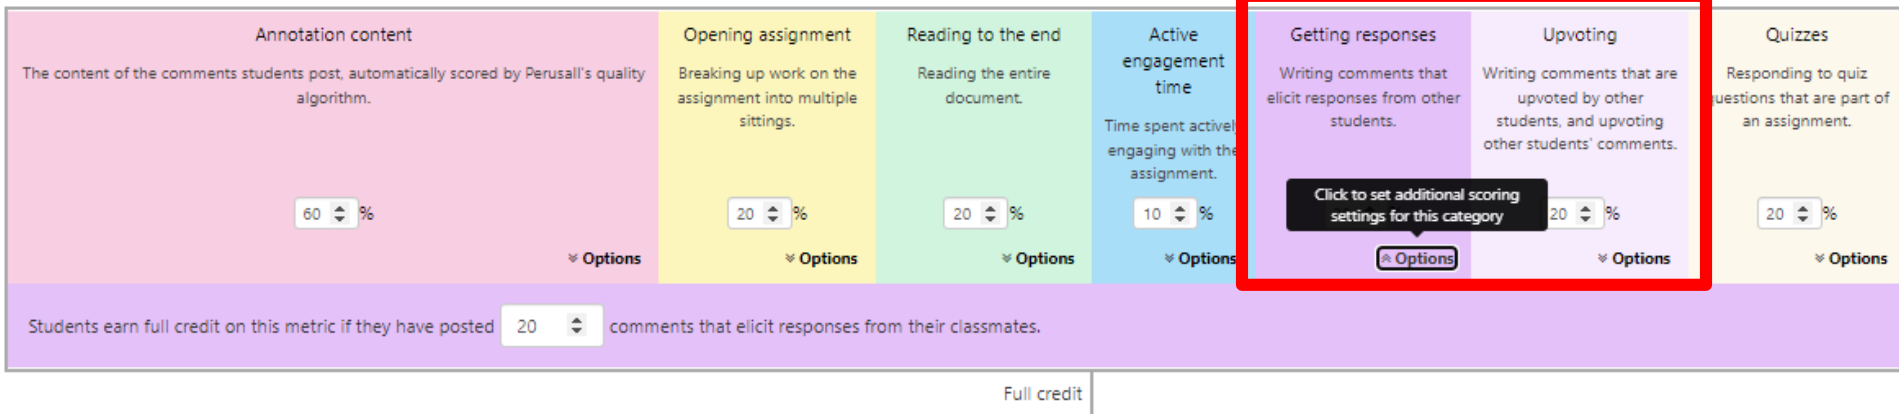 Annotation content
The content of the comments students post, automatically scored by Perusall's quality
algorithm.
60 %
Options
Opening assignment
Breaking up work on the
assignment into multiple
sittings.
20 %
Options
Reading to the end
Reading the entire
document.
20 %
Options
Active
engagement
time
Time spent actively
engaging with the
assignment.
10 %
Options
Getting responses
Writing comments that
elicit responses from other
students.
Click to set additional scoring
settings for this category
Options
Upvoting
Writing comments that are
upvoted by other
students, and upvoting
other students' comments.
20 %
Options
Quizzes
Responding to quiz
questions that are part of
an assignment.
20 %
Options
Students earn full credit on this metric if they have posted 20 comments that elicit responses from their classmates.
Full credit